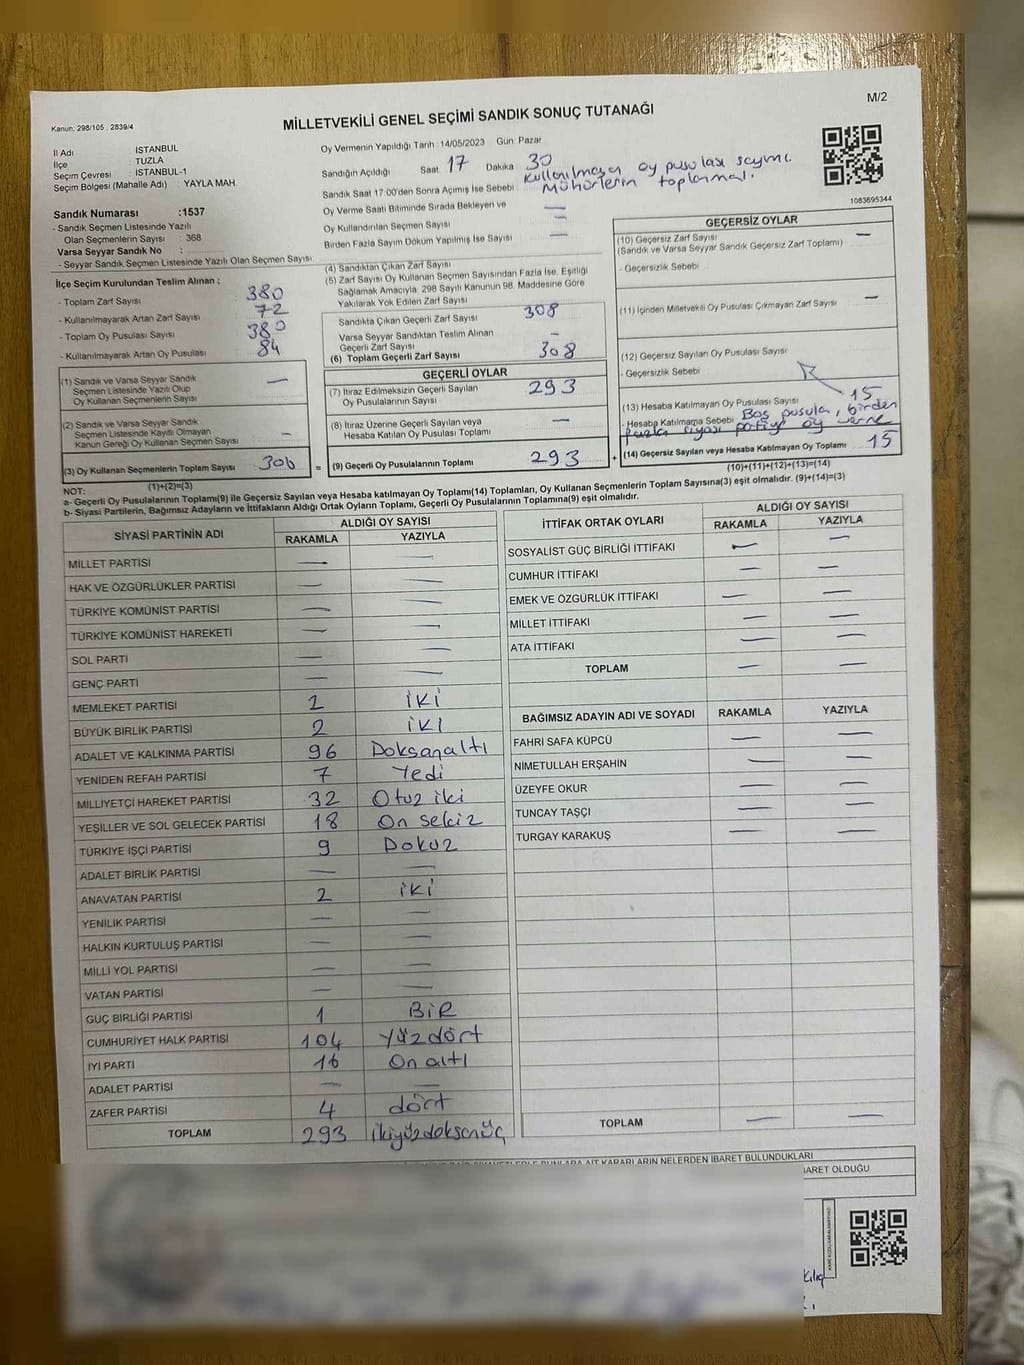 M/2
Kanun: 298/105 2839/4
MİLLETVEKİLİ GENEL SEÇİMİ SANDIK SONUÇ TUTANAĞI
İl Adı İSTANBUL
İlçe TUZLA
Seçim Çevresi : İSTANBUL-1
Seçim Bölgesi (Mahalle Adı) : YAYLA MAH
Sandık Numarası :1537
- Sandık Seçmen Listesinde Yazılı
Olan Seçmenlerin Sayısı : 368
Varsa Seyyar Sandık No :
- Seyyar Sandık Seçmen Listesinde Yazılı Olan Seçmen Sayısı
Oy Vermenin Yapıldığı Tarih : 14/05/2023 Gün: Pazar
Sandığın Açıldığı Saat 17 Dakika 30
Kullanılmayan oy pusulası sayımı.
Sandık Saat 17:00'den Sonra Açımış İse Sebebi Mühürlerin toplanması.
Oy Verme Saati Bitiminde Sırada Bekleyen ve —
Oy Kullandırılan Seçmen Sayısı —
Birden Fazla Sayım Döküm Yapılmış İse Sayısı —
1083695344
İlçe Seçim Kurulundan Teslim Alınan ;
- Toplam Zarf Sayısı 380
- Kullanılmayarak Artan Zarf Sayısı 72
- Toplam Oy Pusulası Sayısı 380
- Kullanılmayarak Artan Oy Pusulası 84
(4) Sandıktan Çıkan Zarf Sayısı
(5) Zarf Sayısı Oy Kullanan Seçmen Sayısından Fazla İse, Eşitliği
Sağlamak Amacıyla: 298 Sayılı Kanunun 98. Maddesine Göre
Yakılarak Yok Edilen Zarf Sayısı
Sandıkta Çıkan Geçerli Zarf Sayısı 308
Varsa Seyyar Sandıktan Teslim Alınan
Geçerli Zarf Sayısı —
(6) Toplam Geçerli Zarf Sayısı 308
GEÇERSİZ OYLAR
(10) Geçersiz Zarf Sayısı —
(Sandık ve Varsa Seyyar Sandık Geçersiz Zarf Toplamı)
- Geçersizlik Sebebi
(11) İçinden Milletvekili Oy Pusulası Çıkmayan Zarf Sayısı —
(12) Geçersiz Sayılan Oy Pusulası Sayısı
- Geçersizlik Sebebi
(13) Hesaba Katılmayan Oy Pusulası Sayısı 15
- Hesaba Katılmama Sebebi Boş pusula, birden
fazla siyasi partiye oy verme
(14) Geçersiz Sayılan veya Hesaba Katılmayan Oy Toplamı 15
(10)+(11)+(12)+(13)=(14)
(1) Sandık ve Varsa Seyyar Sandık —
Seçmen Listesinde Yazılı Olup
Oy Kullanan Seçmenlerin Sayısı
(2) Sandık ve Varsa Seyyar Sandık
Seçmen Listesinde Kayıtlı Olmayan —
Kanun Gereği Oy Kullanan Seçmen Sayısı
(3) Oy Kullanan Seçmenlerin Toplam Sayısı 306 =
(1)+(2)=(3)
GEÇERLİ OYLAR
(7) İtiraz Edilmeksizin Geçerli Sayılan 293
Oy Pusulalarının Sayısı
(8) İtiraz Üzerine Geçerli Sayılan veya —
Hesaba Katılan Oy Pusulası Toplamı
(9) Geçerli Oy Pusulalarının Toplamı 293 +
NOT:
a- Geçerli Oy Pusulalarının Toplamı(9) ile Geçersiz Sayılan veya Hesaba katılmayan Oy Toplamı(14) Toplamları, Oy Kullanan Seçmenlerin Toplam Sayısına(3) eşit olmalıdır. (9)+(14)=(3)
b- Siyasi Partilerin, Bağımsız Adayların ve İttifakların Aldığı Ortak Oyların Toplamı, Geçerli Oy Pusulalarının Toplamına(9) eşit olmalıdır.
SİYASİ PARTİNİN ADI ALDIĞI OY SAYISI
RAKAMLA YAZIYLA
MİLLET PARTİSİ — —
HAK VE ÖZGÜRLÜKLER PARTİSİ — —
TÜRKİYE KOMÜNİST PARTİSİ — —
TÜRKİYE KOMÜNİST HAREKETİ — —
SOL PARTİ — —
GENÇ PARTİ — —
MEMLEKET PARTİSİ 2 İKİ
BÜYÜK BİRLİK PARTİSİ 2 İKİ
ADALET VE KALKINMA PARTİSİ 96 Doksanaltı
YENİDEN REFAH PARTİSİ 7 Yedi
MİLLİYETÇİ HAREKET PARTİSİ 32 Otuz iki
YEŞİLLER VE SOL GELECEK PARTİSİ 18 On sekiz
TÜRKİYE İŞÇİ PARTİSİ 9 Dokuz
ADALET BİRLİK PARTİSİ — —
ANAVATAN PARTİSİ 2 İKİ
YENİLİK PARTİSİ — —
HALKIN KURTULUŞ PARTİSİ — —
MİLLİ YOL PARTİSİ — —
VATAN PARTİSİ — —
GÜÇ BİRLİĞİ PARTİSİ 1 BİR
CUMHURİYET HALK PARTİSİ 104 Yüzdört
İYİ PARTİ 16 On altı
ADALET PARTİSİ — —
ZAFER PARTİSİ 4 dört
TOPLAM 293 İkiyüzdoksanüç
İTTİFAK ORTAK OYLARI ALDIĞI OY SAYISI
RAKAMLA YAZIYLA
SOSYALİST GÜÇ BİRLİĞİ İTTİFAKI — —
CUMHUR İTTİFAKI — —
EMEK VE ÖZGÜRLÜK İTTİFAKI — —
MİLLET İTTİFAKI — —
ATA İTTİFAKI — —
TOPLAM — —
BAĞIMSIZ ADAYIN ADI VE SOYADI RAKAMLA YAZIYLA
FAHRİ SAFA KÜPCÜ — —
NİMETULLAH ERŞAHİN — —
ÜZEYFE OKUR — —
TUNCAY TAŞÇI — —
TURGAY KARAKUŞ — —
TOPLAM — —
BUNLARA AİT KARARLARIN NELERDEN İBARET BULUNDUKLARI
BARET OLDUĞU